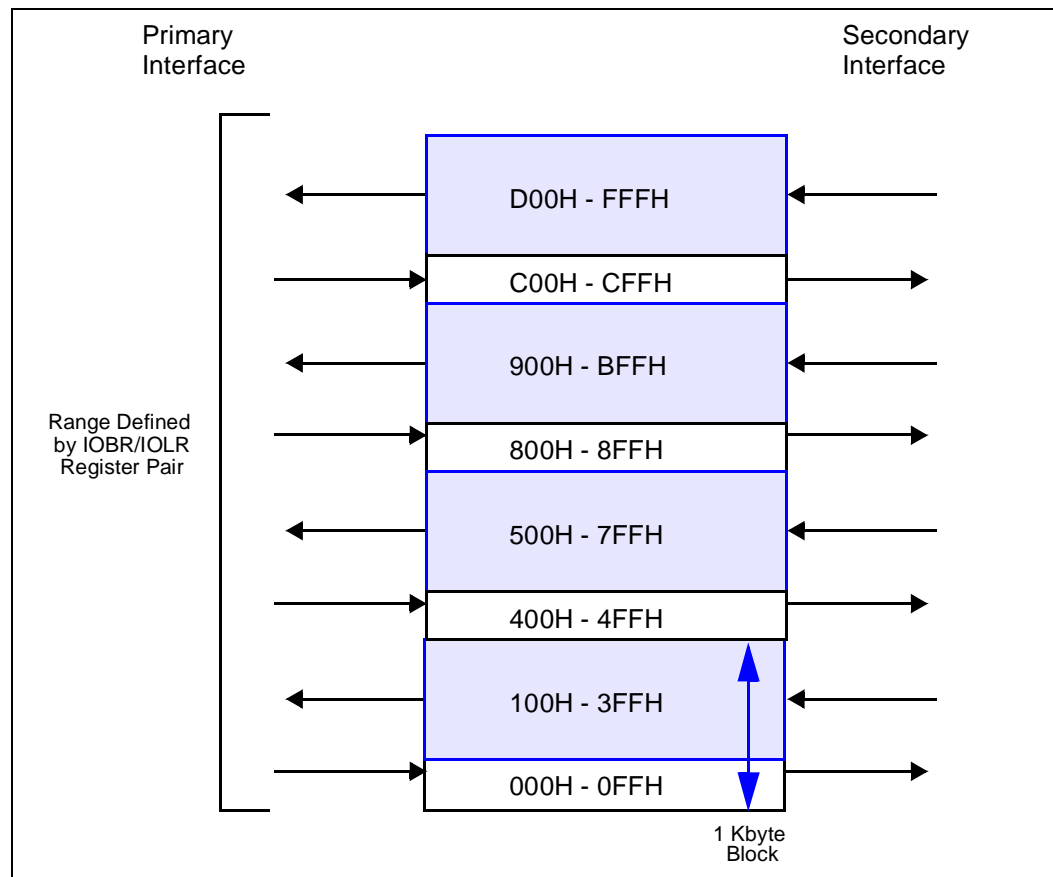 Primary
Interface
Secondary
Interface
D00H - FFFH
C00H - CFFH
900H - BFFH
Range Defined
by IOBR/IOLR
Register Pair
800H - 8FFH
500H - 7FFH
400H - 4FFH
100H - 3FFH
000H - 0FFH
1 Kbyte
Block